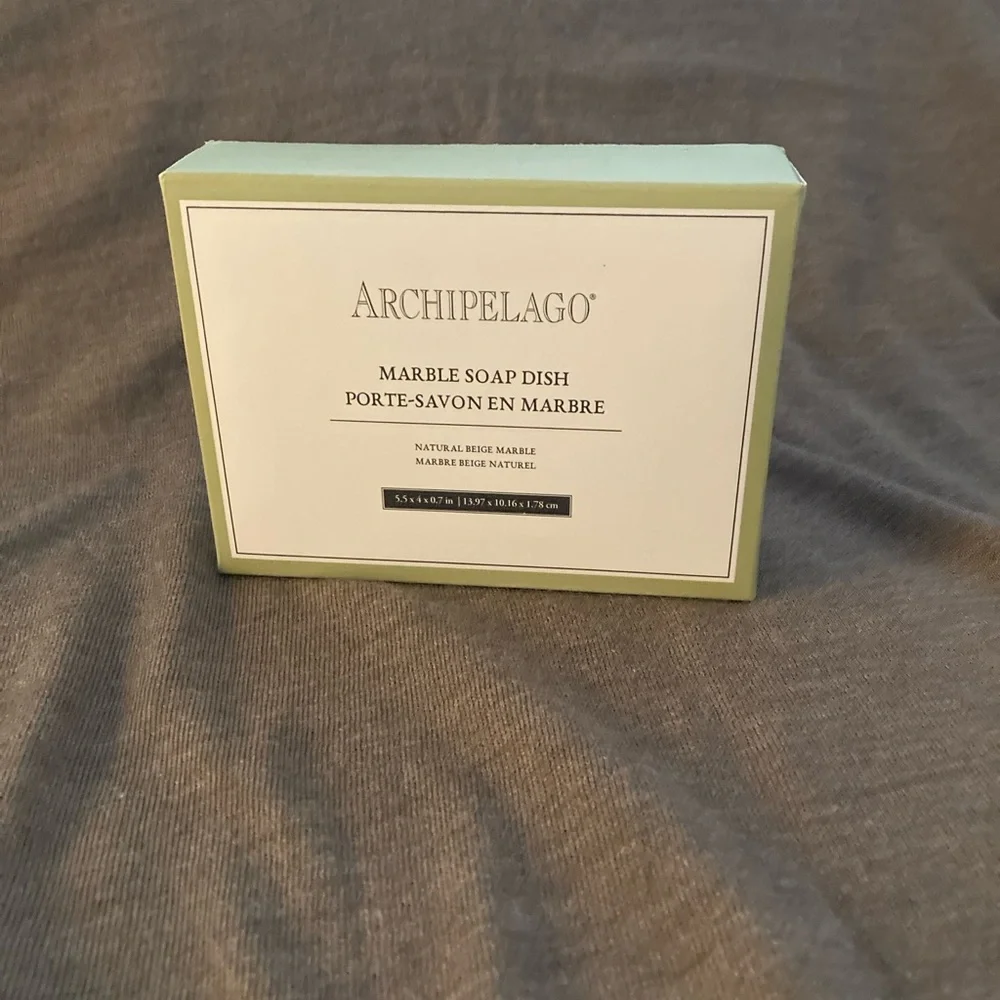 ARCHIPELAGO®
MARBLE SOAP DISH
PORTE-SAVON EN MARBRE
NATURAL BEIGE MARBLE
MARBRE BEIGE NATUREL
5.5 x 4 x 0.7 in | 13.97 x 10.16 x 1.78 cm